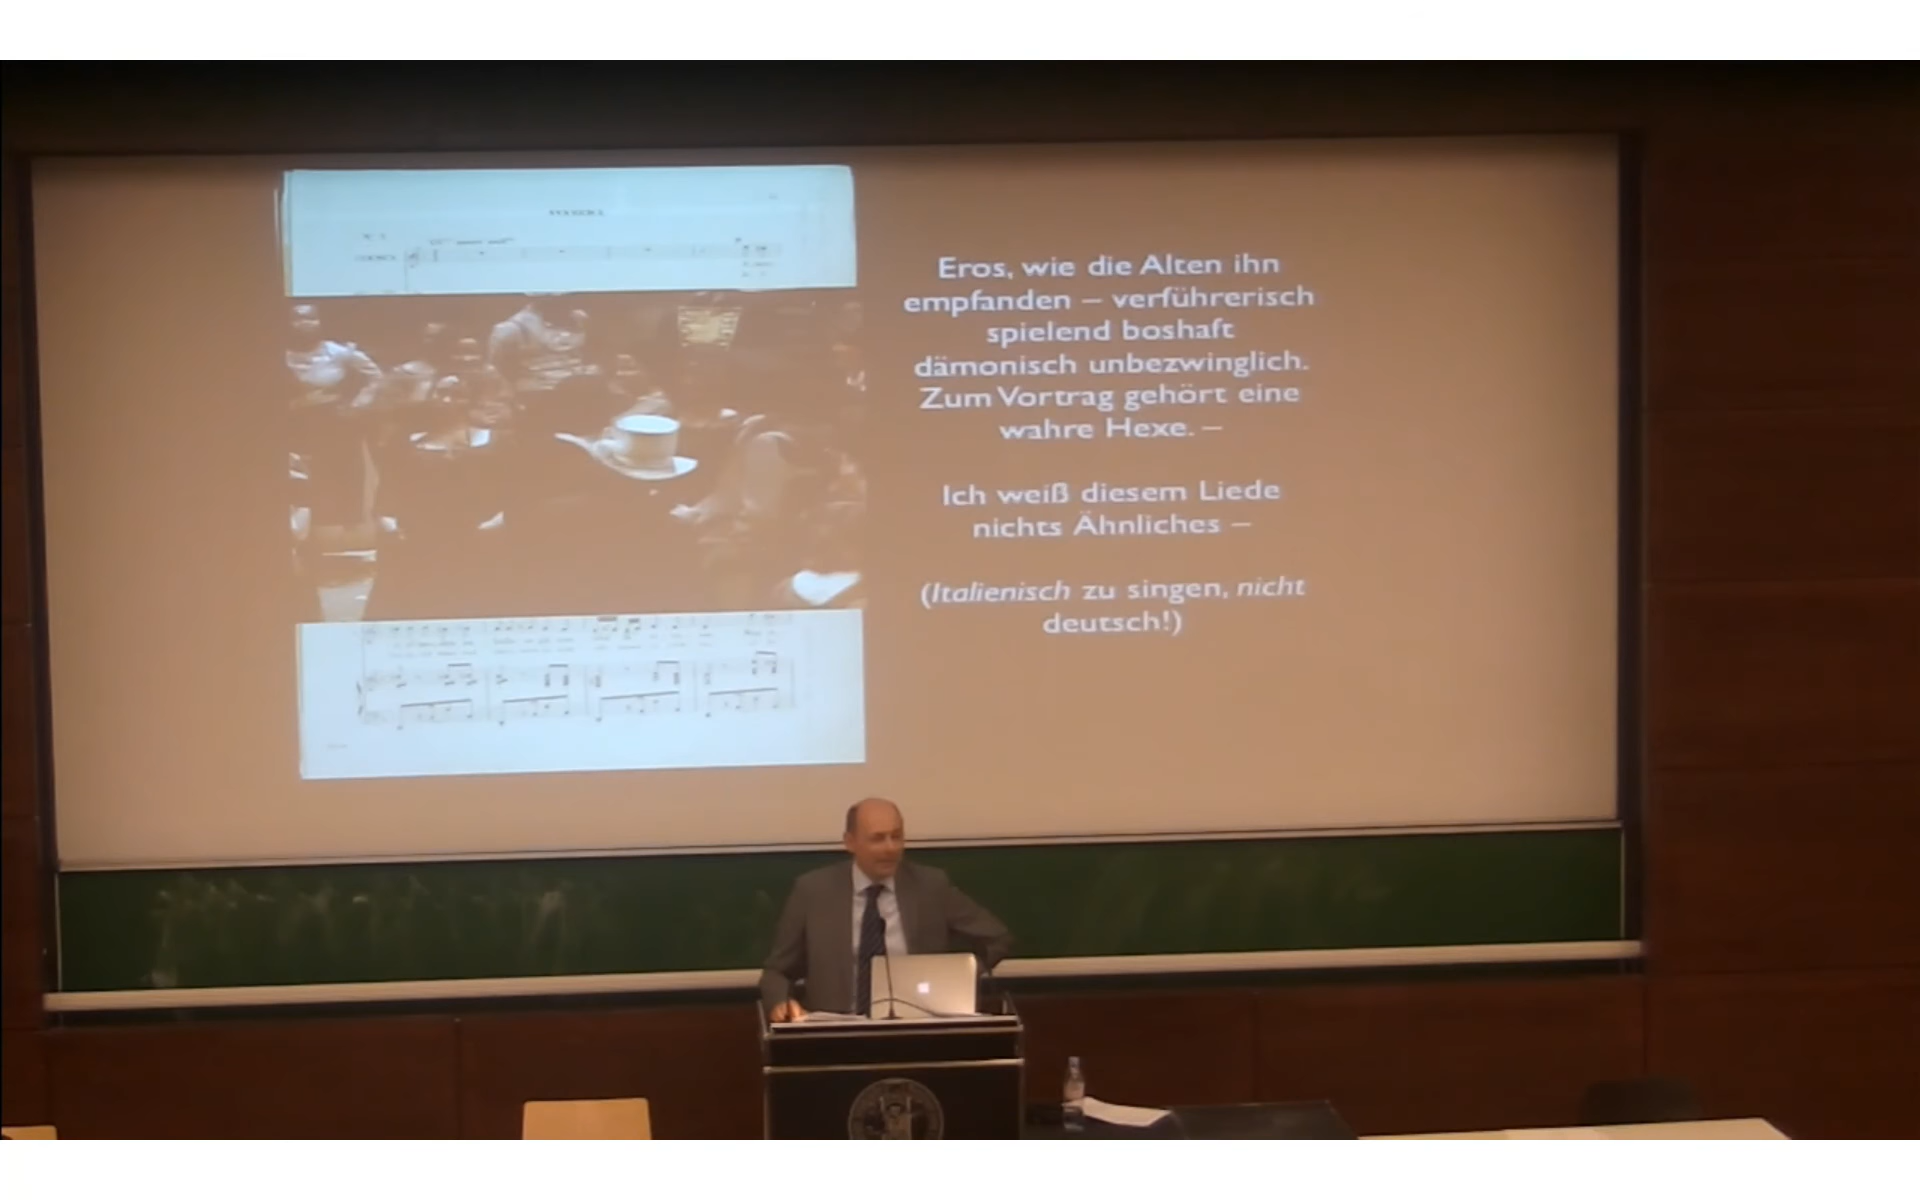 Eros, wie die Alten ihn
empfanden – verführerisch
spielend boshaft
dämonisch unbezwinglich.
Zum Vortrag gehört eine
wahre Hexe. –
Ich weiß diesem Liede
nichts Ähnliches –
(Italienisch zu singen, nicht
deutsch!)